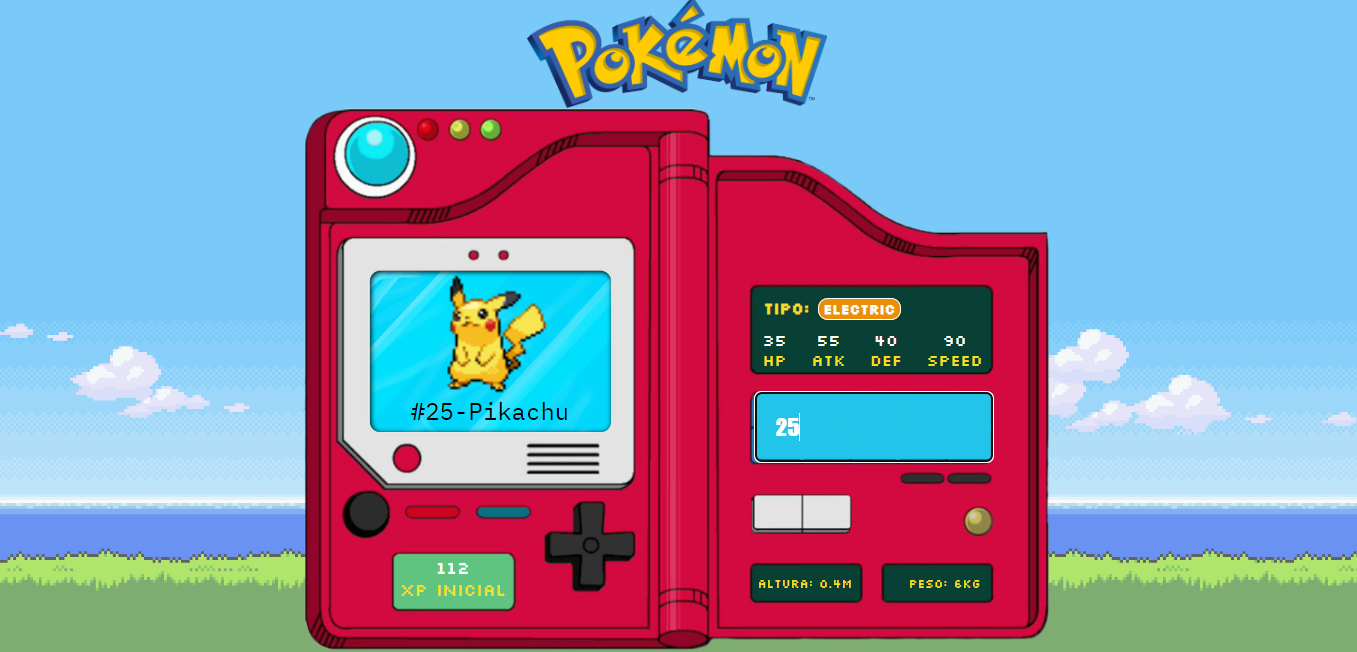 POKéMON
TM
#25-Pikachu
112
XP INICIAL
TIPO: ELECTRIC
35 55 40 90
HP ATK DEF SPEED
25
ALTURA: 0.4M
PESO: 6KG